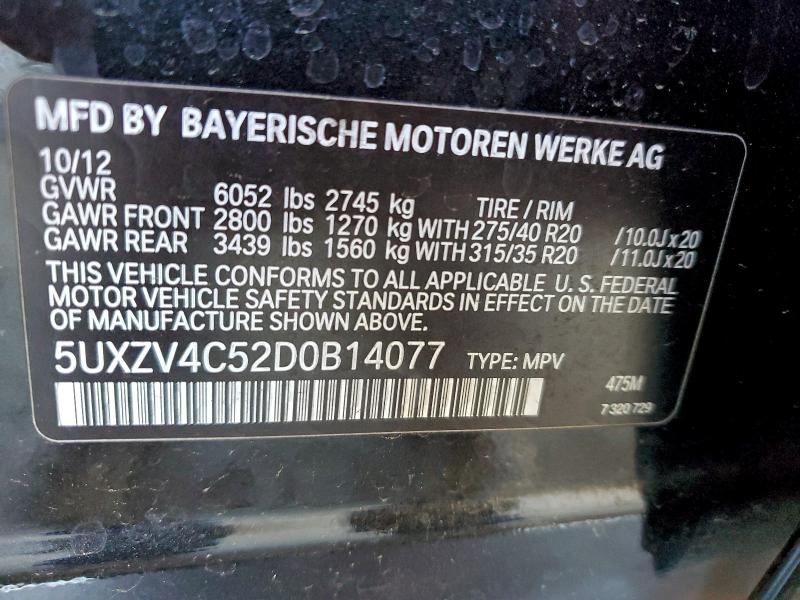 MFD BY BAYERISCHE MOTOREN WERKE AG
10/12
GVWR 6052 lbs 2745 kg TIRE / RIM
GAWR FRONT 2800 lbs 1270 kg WITH 275/40 R20 /10.0J x 20
GAWR REAR 3439 lbs 1560 kg WITH 315/35 R20 /11.0J x 20
THIS VEHICLE CONFORMS TO ALL APPLICABLE U. S. FEDERAL
MOTOR VEHICLE SAFETY STANDARDS IN EFFECT ON THE DATE
OF MANUFACTURE SHOWN ABOVE.
5UXZV4C52D0B14077 TYPE: MPV
475M
7 320 729